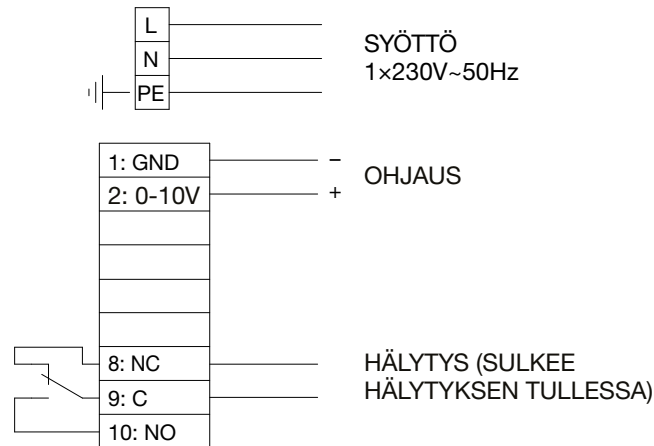 L
N
PE
SYÖTTÖ
1×230V~50Hz
1: GND
2: 0-10V
–
+
OHJAUS
8: NC
9: C
10: NO
HÄLYTYS (SULKEE
HÄLYTYKSEN TULLESSA)